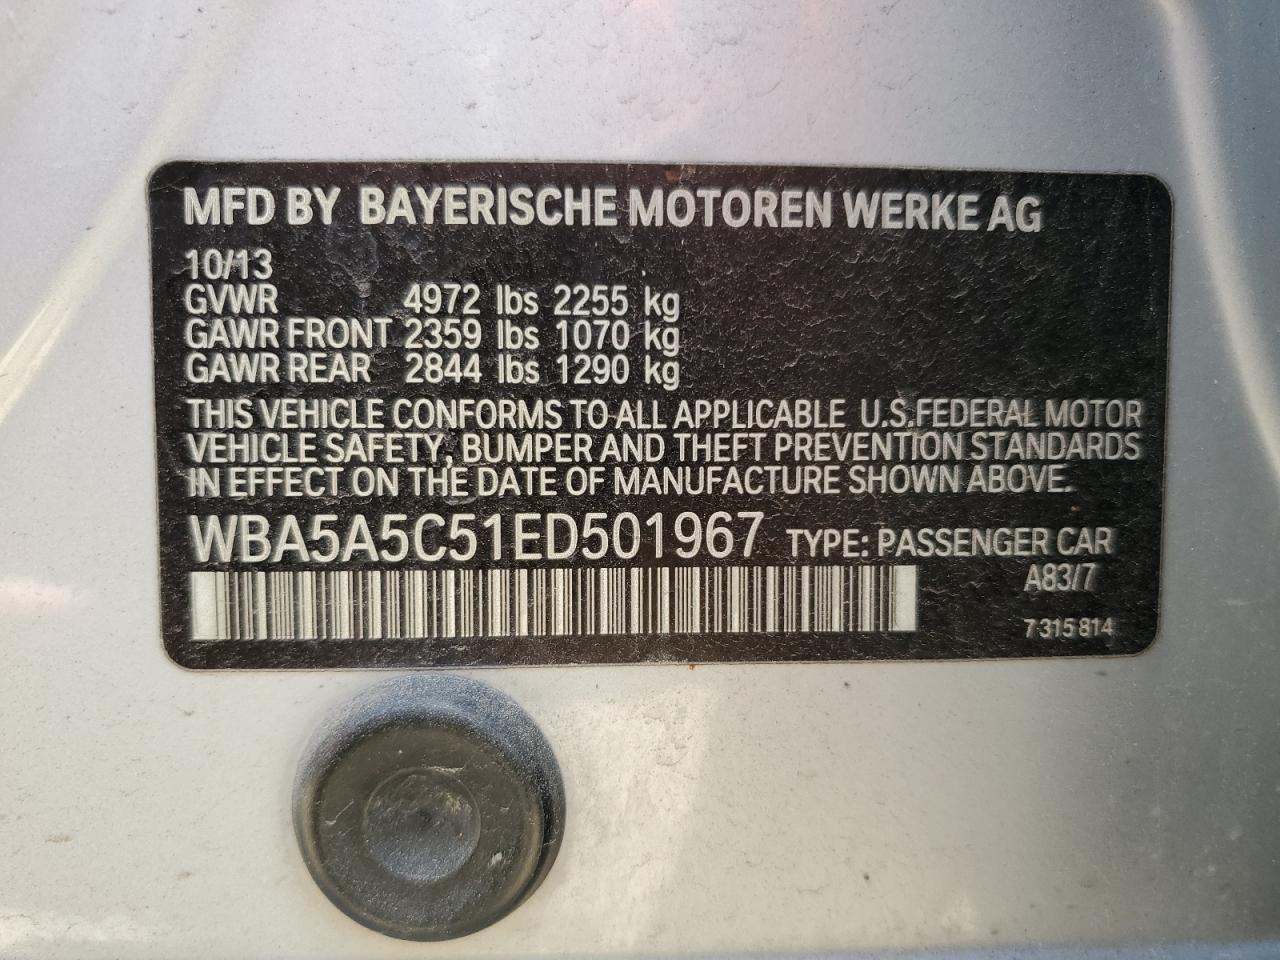 MFD BY BAYERISCHE MOTOREN WERKE AG
10/13
GVWR 4972 lbs 2255 kg
GAWR FRONT 2359 lbs 1070 kg
GAWR REAR 2844 lbs 1290 kg
THIS VEHICLE CONFORMS TO ALL APPLICABLE U.S.FEDERAL MOTOR
VEHICLE SAFETY, BUMPER AND THEFT PREVENTION STANDARDS
IN EFFECT ON THE DATE OF MANUFACTURE SHOWN ABOVE.
WBA5A5C51ED501967 TYPE: PASSENGER CAR
A83/7
7 315 814